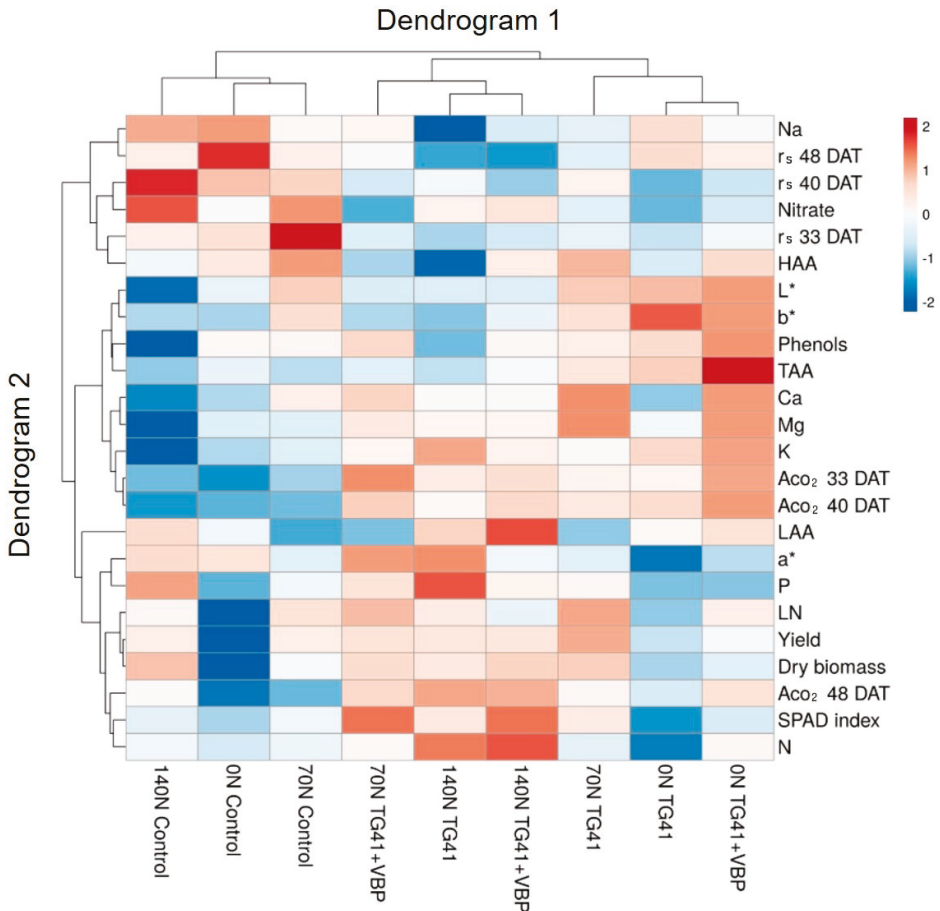 Dendrogram 1
Dendrogram 2
Na
rs 48 DAT
rs 40 DAT
Nitrate
rs 33 DAT
HAA
L*
b*
Phenols
TAA
Ca
Mg
K
Aco₂ 33 DAT
Aco₂ 40 DAT
LAA
a*
P
LN
Yield
Dry biomass
Aco₂ 48 DAT
SPAD index
N
2
1
0
-1
-2
140N Control
0N Control
70N Control
70N TG41+VBP
140N TG41
140N TG41+VBP
70N TG41
0N TG41
0N TG41+VBP